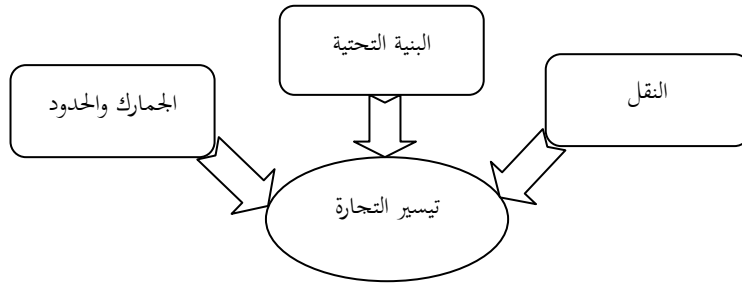 البنية التحتية
النقل
الجمارك والحدود
تيسير التجارة